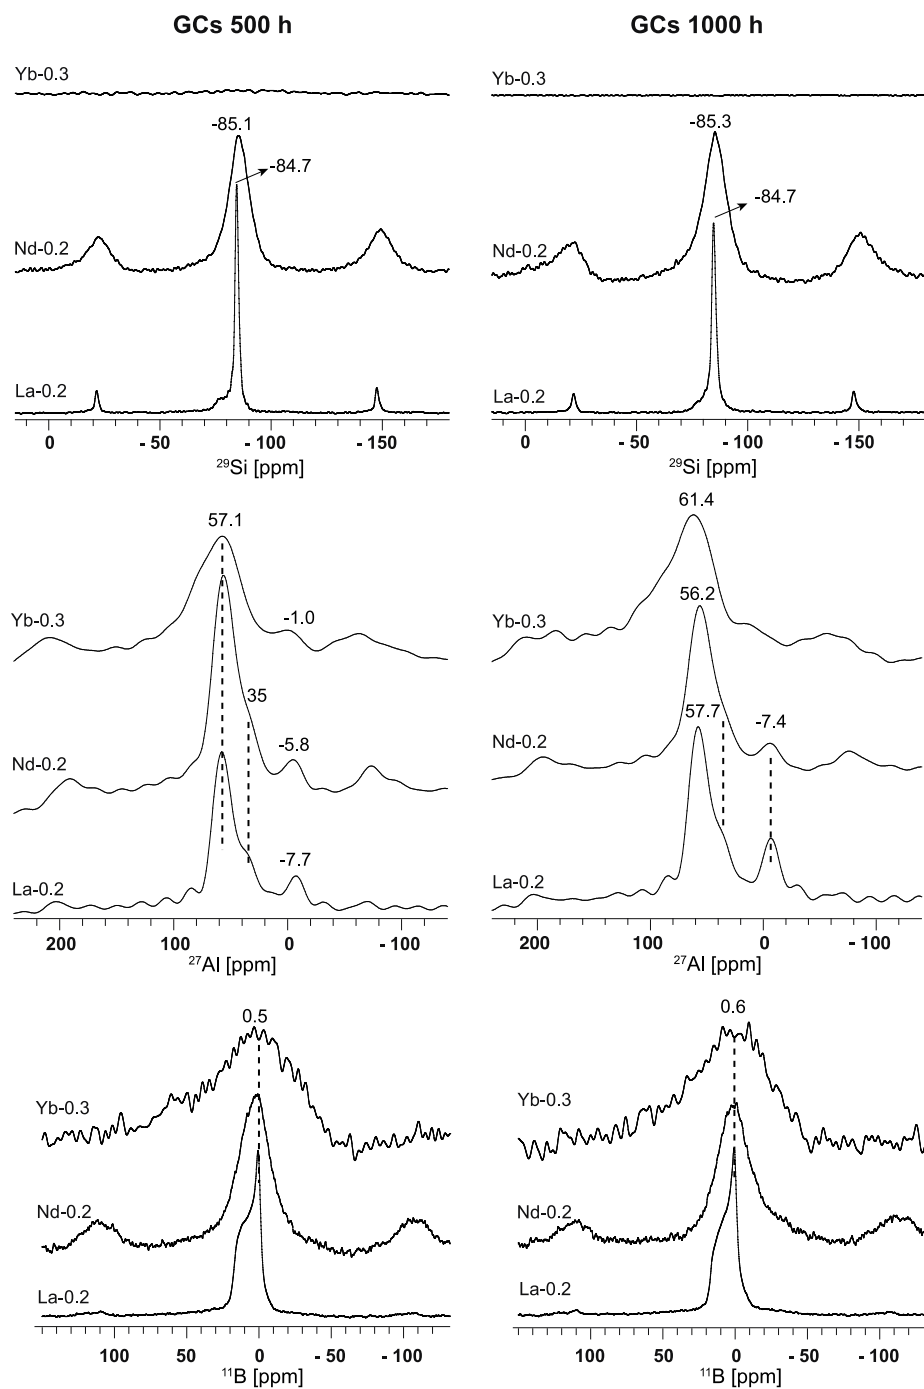 GCs 500 h
GCs 1000 h
Yb-0.3
-85.1
-84.7
Nd-0.2
La-0.2
0 - 50 - 100 - 150
²⁹Si [ppm]
Yb-0.3
-85.3
-84.7
Nd-0.2
La-0.2
0 - 50 - 100 - 150
²⁹Si [ppm]
57.1
Yb-0.3
-1.0
35
Nd-0.2
-5.8
La-0.2
-7.7
200 100 0 - 100
²⁷Al [ppm]
61.4
Yb-0.3
56.2
57.7
-7.4
Nd-0.2
La-0.2
200 100 0 - 100
²⁷Al [ppm]
0.5
Yb-0.3
Nd-0.2
La-0.2
100 50 0 - 50 - 100
¹¹B [ppm]
0.6
Yb-0.3
Nd-0.2
La-0.2
100 50 0 - 50 - 100
¹¹B [ppm]